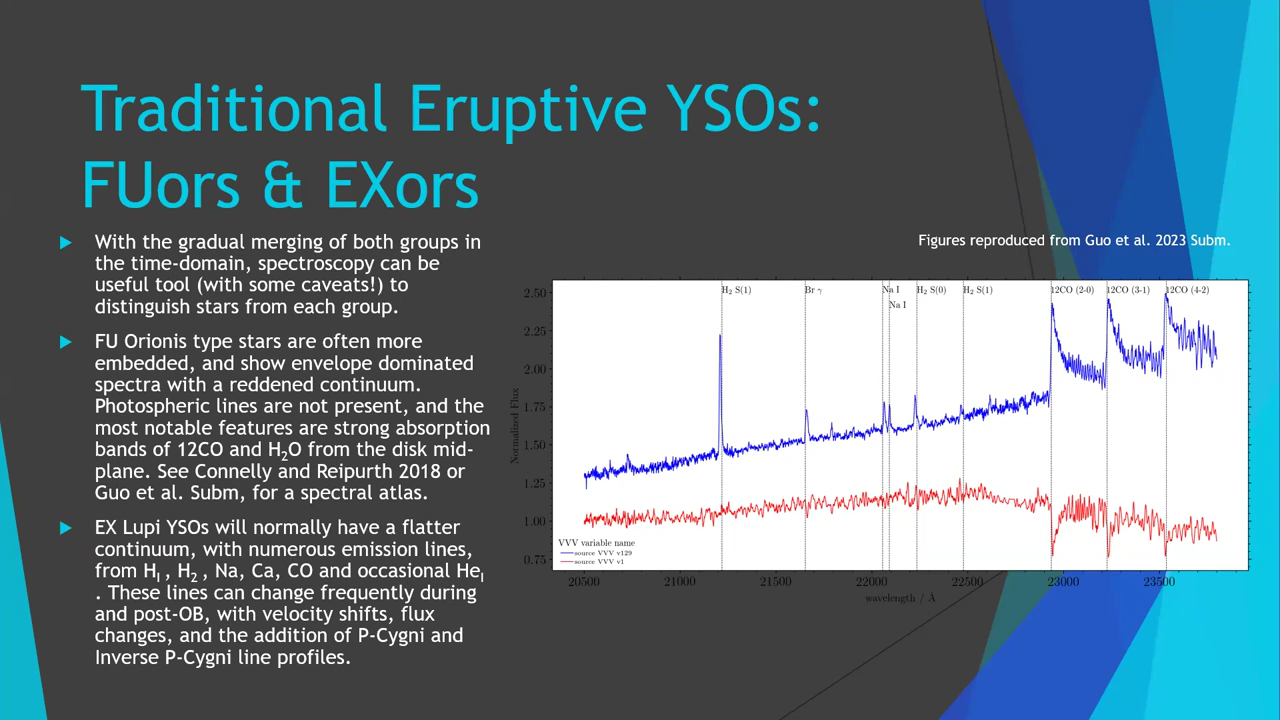 Traditional Eruptive YSOs:
FUors & EXors
With the gradual merging of both groups in
the time-domain, spectroscopy can be
useful tool (with some caveats!) to
distinguish stars from each group.
FU Orionis type stars are often more
embedded, and show envelope dominated
spectra with a reddened continuum.
Photospheric lines are not present, and the
most notable features are strong absorption
bands of 12CO and H2O from the disk mid-
plane. See Connelly and Reipurth 2018 or
Guo et al. Subm, for a spectral atlas.
EX Lupi YSOs will normally have a flatter
continuum, with numerous emission lines,
from HI , H2 , Na, Ca, CO and occasional HeI
. These lines can change frequently during
and post-OB, with velocity shifts, flux
changes, and the addition of P-Cygni and
Inverse P-Cygni line profiles.
Figures reproduced from Guo et al. 2023 Subm.
H2 S(1) Br γ Na I H2 S(0) H2 S(1) 12CO (2-0) 12CO (3-1) 12CO (4-2)
Na I
2.50
2.25
2.00
1.75
1.50
1.25
1.00
0.75
Normalized Flux
VVV variable name
source VVV v129
source VVV v1
20500 21000 21500 22000 22500 23000 23500
wavelength / Å